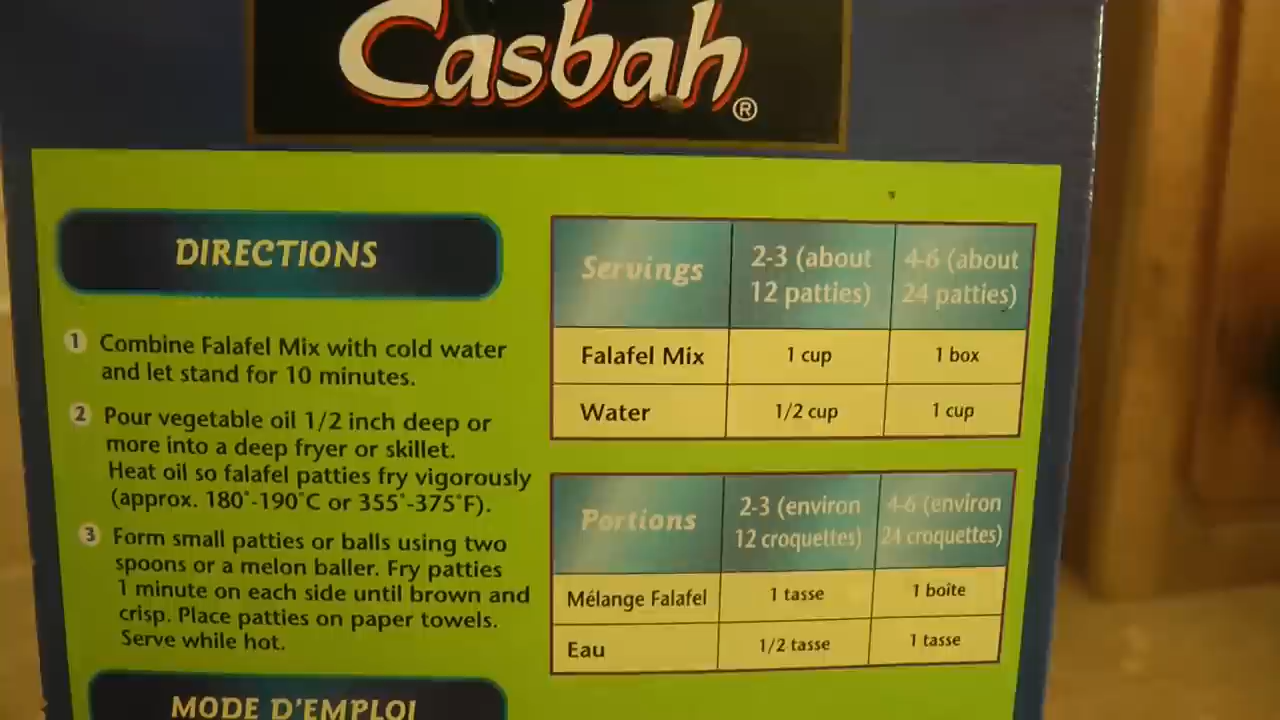 Casbah®
DIRECTIONS
1 Combine Falafel Mix with cold water
and let stand for 10 minutes.
2 Pour vegetable oil 1/2 inch deep or
more into a deep fryer or skillet.
Heat oil so falafel patties fry vigorously
(approx. 180°-190°C or 355°-375°F).
3 Form small patties or balls using two
spoons or a melon baller. Fry patties
1 minute on each side until brown and
crisp. Place patties on paper towels.
Serve while hot.
MODE D'EMPLOI
Servings 2-3 (about 12 patties) 4-6 (about 24 patties)
Falafel Mix 1 cup 1 box
Water 1/2 cup 1 cup
Portions 2-3 (environ 12 croquettes) 4-6 (environ 24 croquettes)
Mélange Falafel 1 tasse 1 boîte
Eau 1/2 tasse 1 tasse